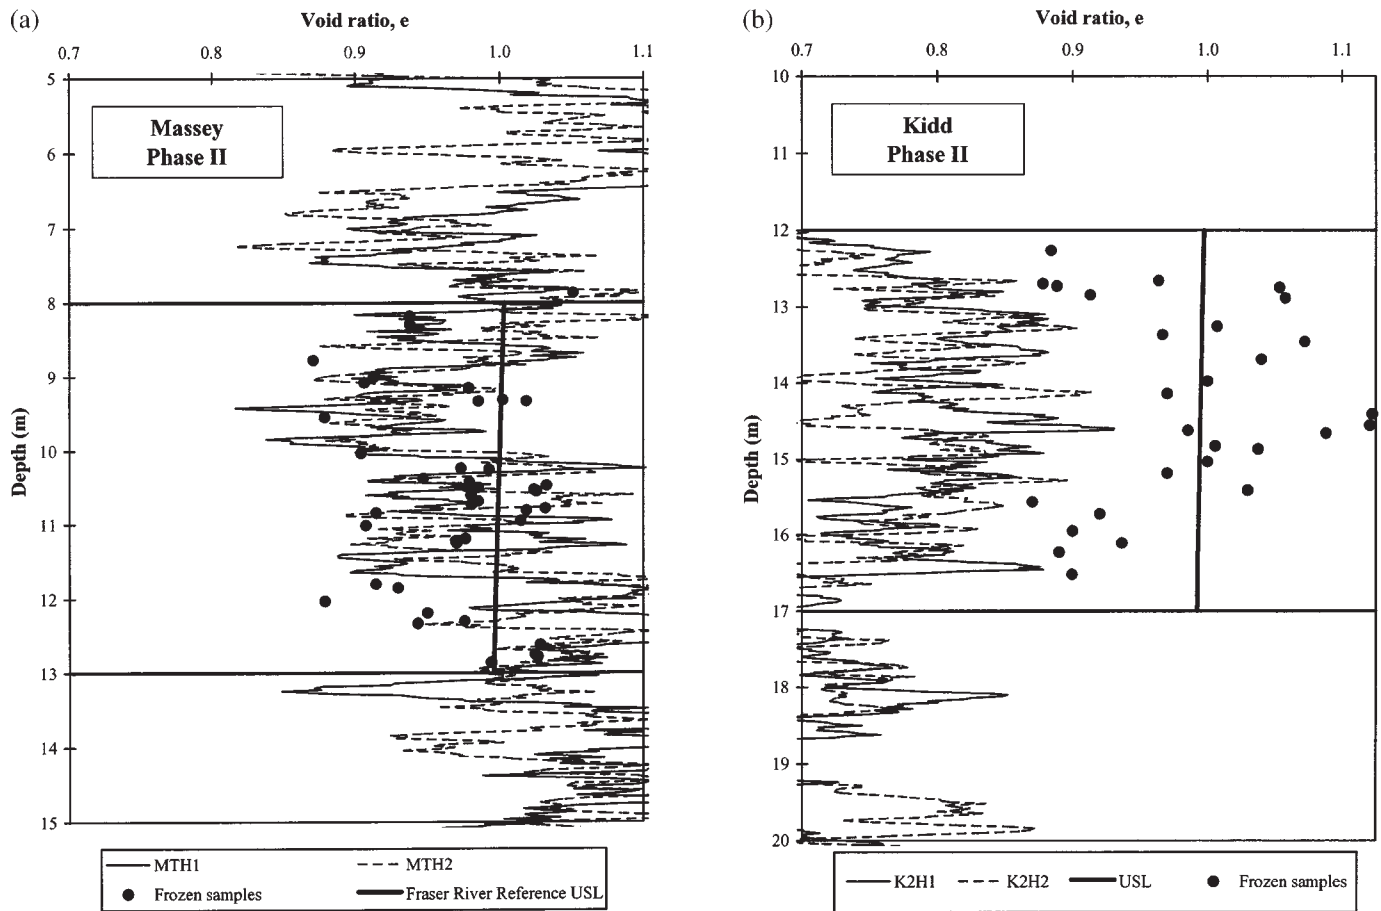 (a)
Void ratio, e
0.7 0.8 0.9 1.0 1.1
Massey
Phase II
Depth (m)
5
6
7
8
9
10
11
12
13
14
15
MTH1 MTH2
Frozen samples Fraser River Reference USL
(b)
Void ratio, e
0.7 0.8 0.9 1.0 1.1
Kidd
Phase II
Depth (m)
10
11
12
13
14
15
16
17
18
19
20
K2H1 K2H2 USL Frozen samples